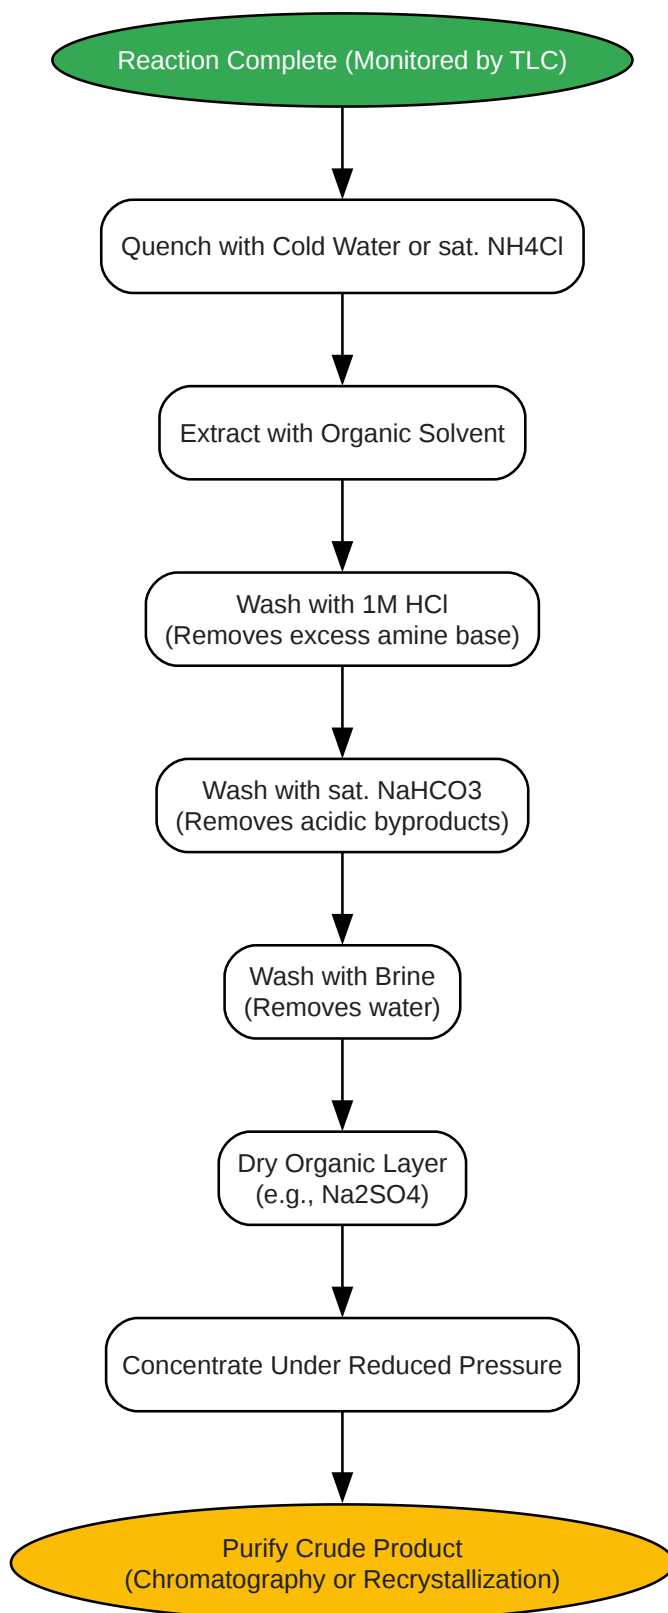 Reaction Complete (Monitored by TLC)
Quench with Cold Water or sat. NH4Cl
Extract with Organic Solvent
Wash with 1M HCl
(Removes excess amine base)
Wash with sat. NaHCO3
(Removes acidic byproducts)
Wash with Brine
(Removes water)
Dry Organic Layer
(e.g., Na2SO4)
Concentrate Under Reduced Pressure
Purify Crude Product
(Chromatography or Recrystallization)